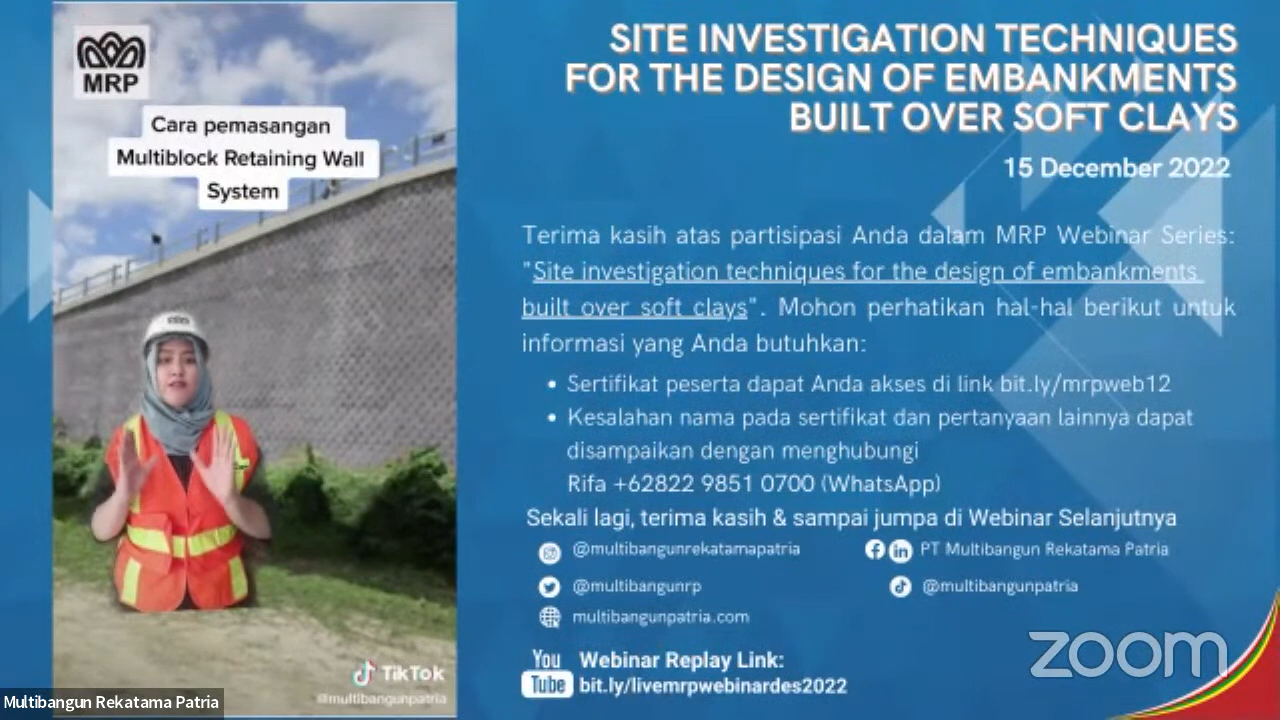 MRP
Cara pemasangan
Multiblock Retaining Wall
System
TikTok
@multibangunpatria
Multibangun Rekatama Patria
SITE INVESTIGATION TECHNIQUES
FOR THE DESIGN OF EMBANKMENTS
BUILT OVER SOFT CLAYS
15 December 2022
Terima kasih atas partisipasi Anda dalam MRP Webinar Series:
"Site investigation techniques for the design of embankments
built over soft clays". Mohon perhatikan hal-hal berikut untuk
informasi yang Anda butuhkan:
• Sertifikat peserta dapat Anda akses di link bit.ly/mrpweb12
• Kesalahan nama pada sertifikat dan pertanyaan lainnya dapat
disampaikan dengan menghubungi
Rifa +62822 9851 0700 (WhatsApp)
Sekali lagi, terima kasih & sampai jumpa di Webinar Selanjutnya
@multibangunrekatamapatria
PT Multibangun Rekatama Patria
@multibangunrp
@multibangunpatria
multibangunpatria.com
You
Tube
Webinar Replay Link:
bit.ly/livemrpwebinardes2022
zoom